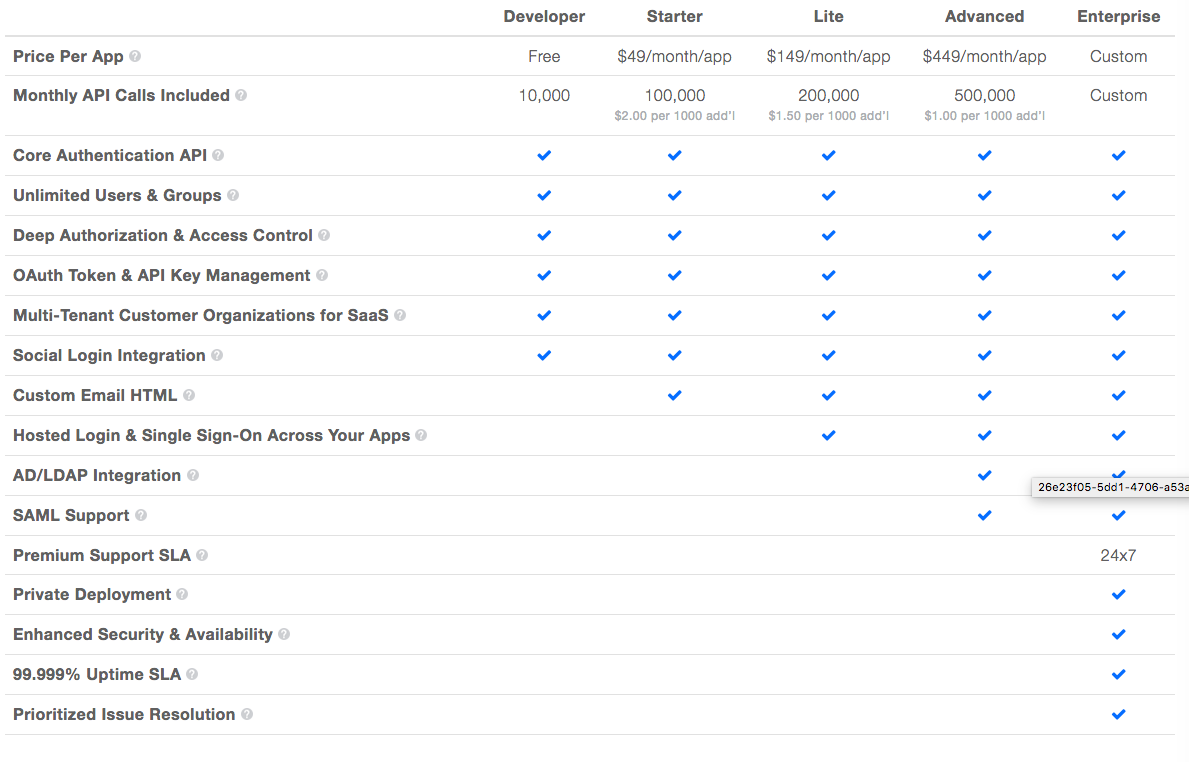 Developer Starter Lite Advanced Enterprise
Price Per App ? Free $49/month/app $149/month/app $449/month/app Custom
Monthly API Calls Included ? 10,000 100,000 200,000 500,000 Custom
$2.00 per 1000 add'l $1.50 per 1000 add'l $1.00 per 1000 add'l
Core Authentication API ?
Unlimited Users & Groups ?
Deep Authorization & Access Control ?
OAuth Token & API Key Management ?
Multi-Tenant Customer Organizations for SaaS ?
Social Login Integration ?
Custom Email HTML ?
Hosted Login & Single Sign-On Across Your Apps ?
AD/LDAP Integration ?
26e23f05-5dd1-4706-a53a
SAML Support ?
Premium Support SLA ? 24x7
Private Deployment ?
Enhanced Security & Availability ?
99.999% Uptime SLA ?
Prioritized Issue Resolution ?